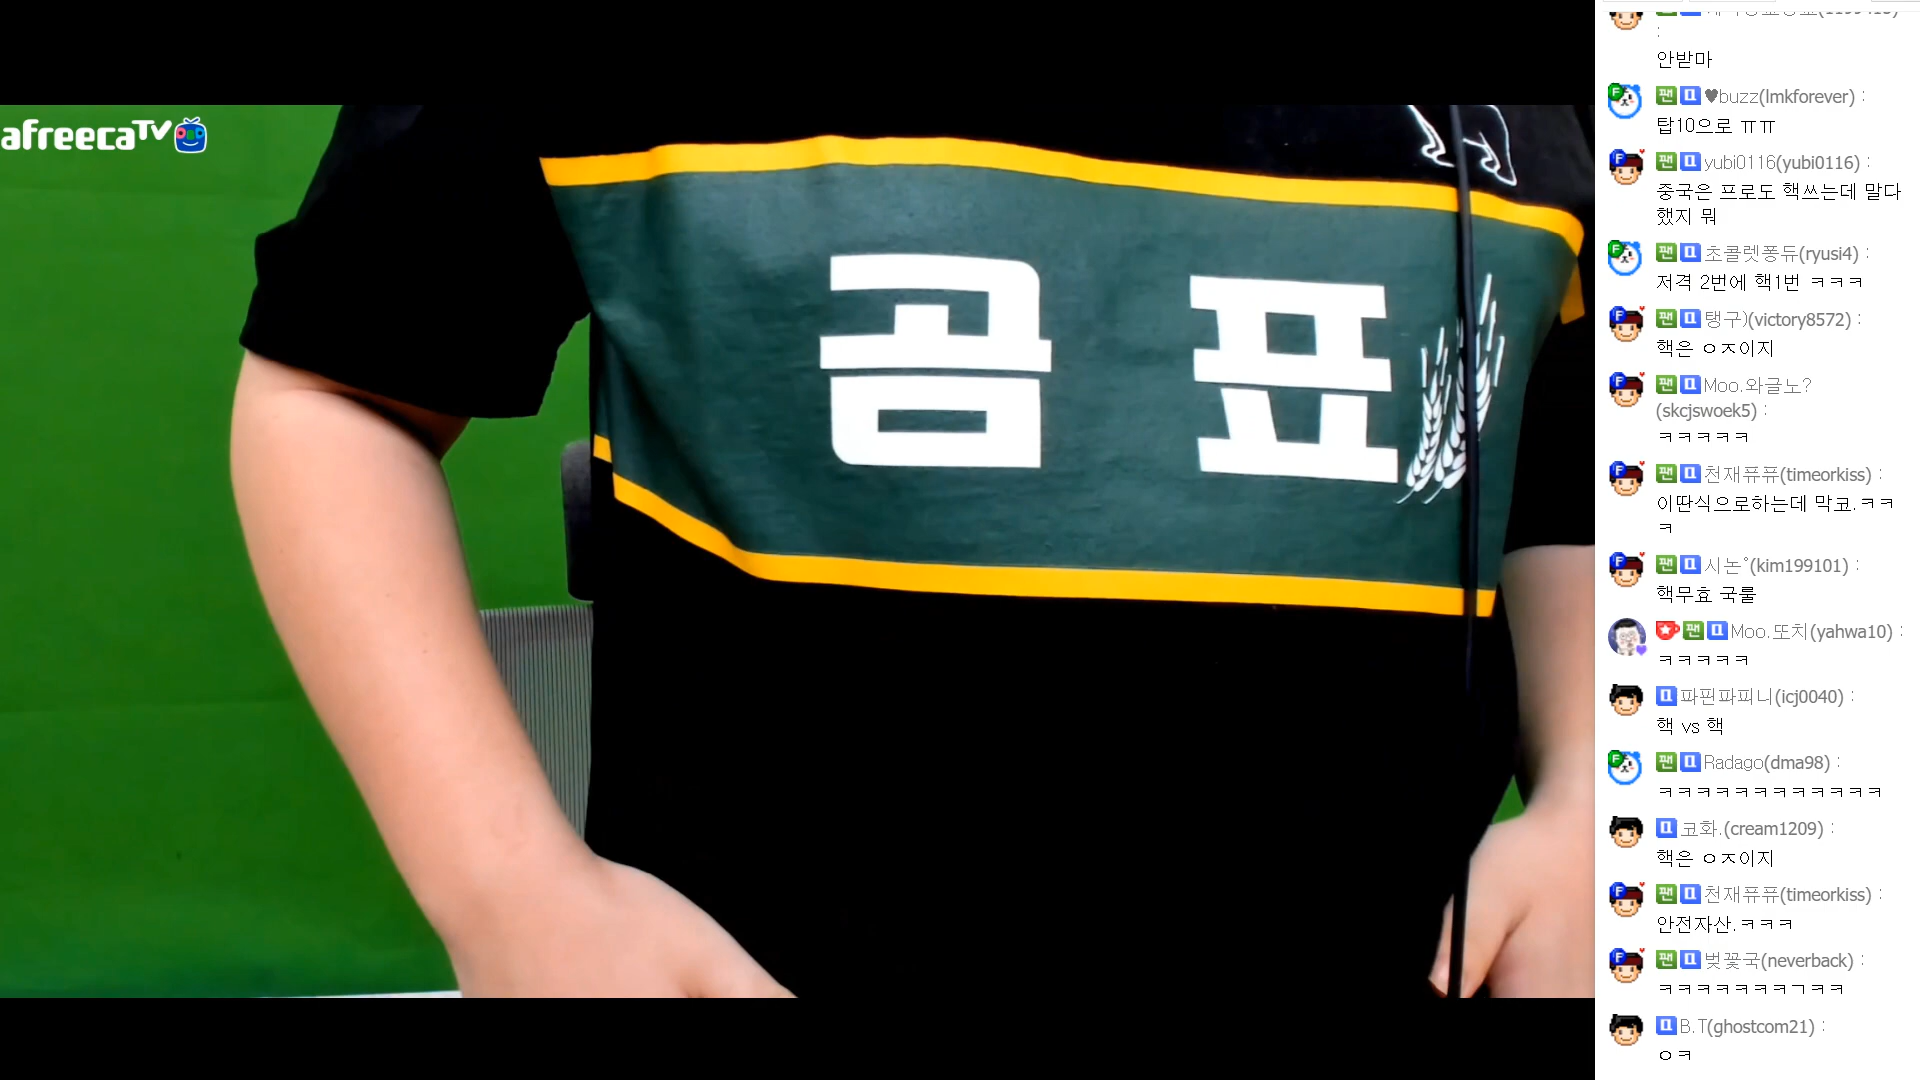 afreecaTV
곰표
:
안받마
팬 ♥buzz(lmkforever) :
탑10으로 ㅠㅠ
팬 yubi0116(yubi0116) :
중국은 프로도 핵쓰는데 말다
했지 뭐
팬 초콜렛퐁듀(ryusi4) :
저격 2번에 핵1번 ㅋㅋㅋ
팬 탱구)(victory8572) :
핵은 ㅇㅈ이지
팬 Moo.와글노?
(skcjswoek5) :
ㅋㅋㅋㅋㅋ
팬 천재퓨퓨(timeorkiss) :
이딴식으로하는데 막코.ㅋㅋ
ㅋ
팬 시논°(kim199101) :
핵무효 국룰
팬 Moo.또치(yahwa10) :
ㅋㅋㅋㅋㅋ
파핀파피니(icj0040) :
핵 vs 핵
팬 Radago(dma98) :
ㅋㅋㅋㅋㅋㅋㅋㅋㅋㅋㅋㅋ
코화.(cream1209) :
핵은 ㅇㅈ이지
팬 천재퓨퓨(timeorkiss) :
안전자산.ㅋㅋㅋ
팬 벚꽃국(neverback) :
ㅋㅋㅋㅋㅋㅋㅋㄱㅋㅋ
B.T(ghostcom21) :
ㅇㅋ